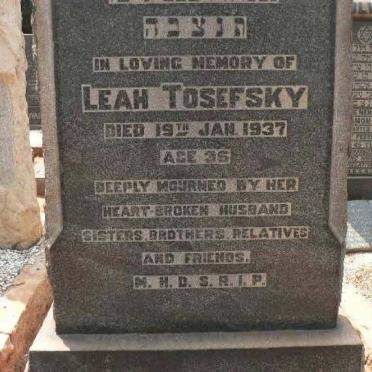 תנצבה
IN LOVING MEMORY OF
LEAH TOSEFSKY
DIED 19TH JAN. 1937
AGE 36
DEEPLY MOURNED BY HER
HEART-BROKEN HUSBAND
SISTERS, BROTHERS, RELATIVES
AND FRIENDS.
M.H.D.S.R.I.P.